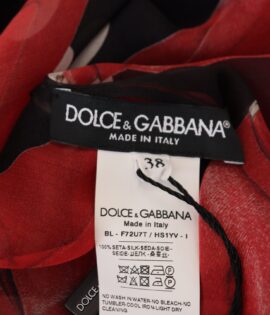 DOLCE & GABBANA®
MADE IN ITALY
38
DOLCE & GABBANA
Made in Italy
BL - F72U7T / HS1YV - I
100% SETA-SILK-SEDA-SOIE-
NO WASH IN WATER-NO BLEACH-NO
TUMBLE-COOL IRON-LIGHT DRY
CLEANING
DOLCE